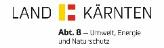 LAND KÄRNTEN
Abt. 8 – Umwelt, Energie
und Naturschutz